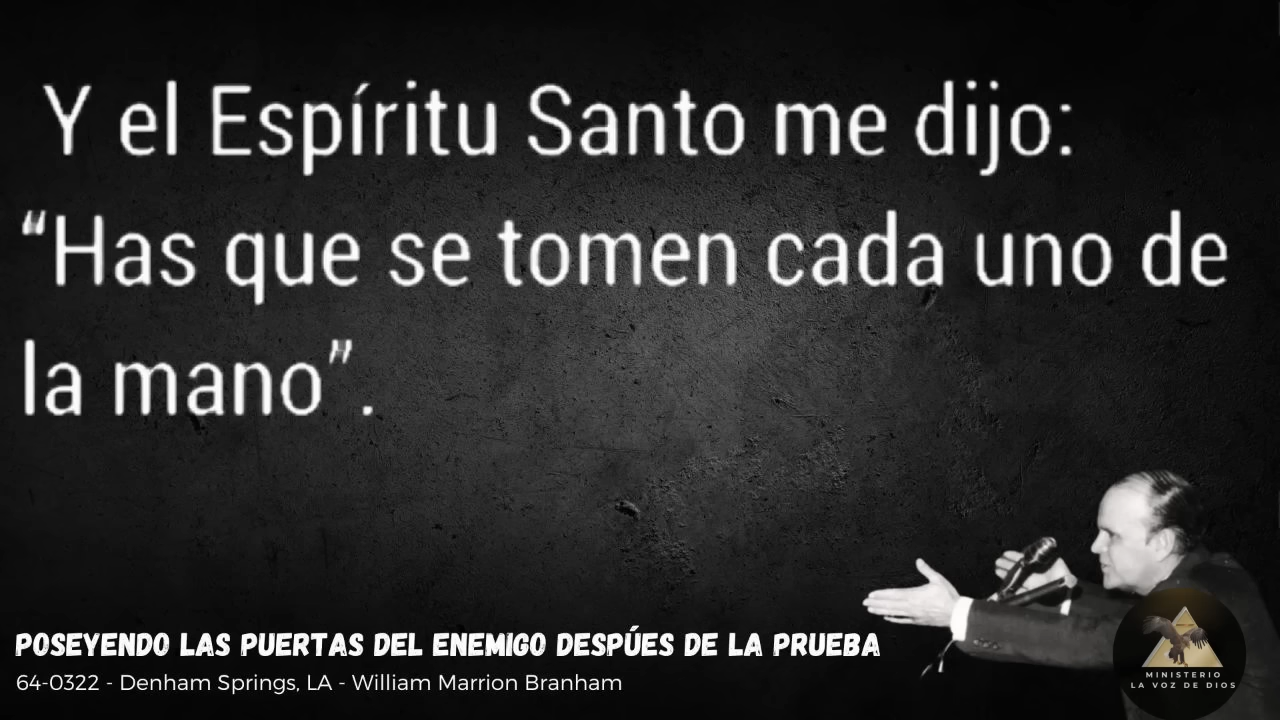 Y el Espíritu Santo me dijo:
“Has que se tomen cada uno de
la mano”.
POSEYENDO LAS PUERTAS DEL ENEMIGO DESPÚES DE LA PRUEBA
64-0322 - Denham Springs, LA - William Marrion Branham
MINISTERIO
LA VOZ DE DIOS